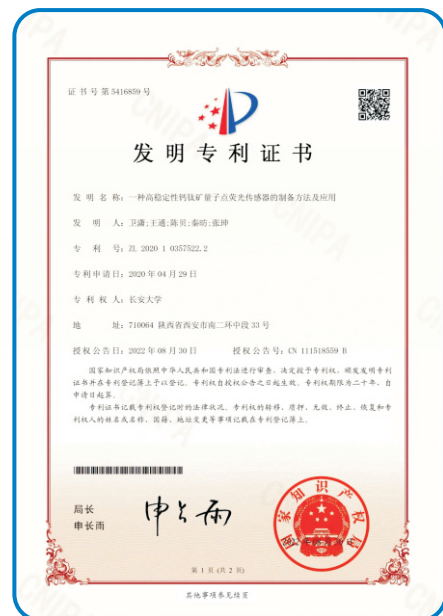 证书号第5416859号
发明专利证书
发 明 名 称：一种高稳定性钙钛矿量子点荧光传感器的制备方法及应用
发 明 人：卫潇;王通;陈贝;秦昉;张珅
专 利 号：ZL 2020 1 0357522.2
专利申请日：2020年04月29日
专 利 权 人：长安大学
地 址：710064 陕西省西安市南二环中段33号
授权公告日：2022年08月30日 授权公告号：CN 111518559 B
国家知识产权局依照中华人民共和国专利法进行审查，决定授予专利权，颁发发明专利
证书并在专利登记簿上予以登记。专利权自授权公告之日起生效。专利权期限为二十年，自
申请日起算。
专利证书记载专利权登记时的法律状况。专利权的转移、质押、无效、终止、恢复和专
利权人的姓名或名称、国籍、地址变更等事项记载在专利登记簿上。
局长
申长雨
申长雨
国家知识产权局
第 1 页 (共 2 页)
其他事项参见续页
CNIPA